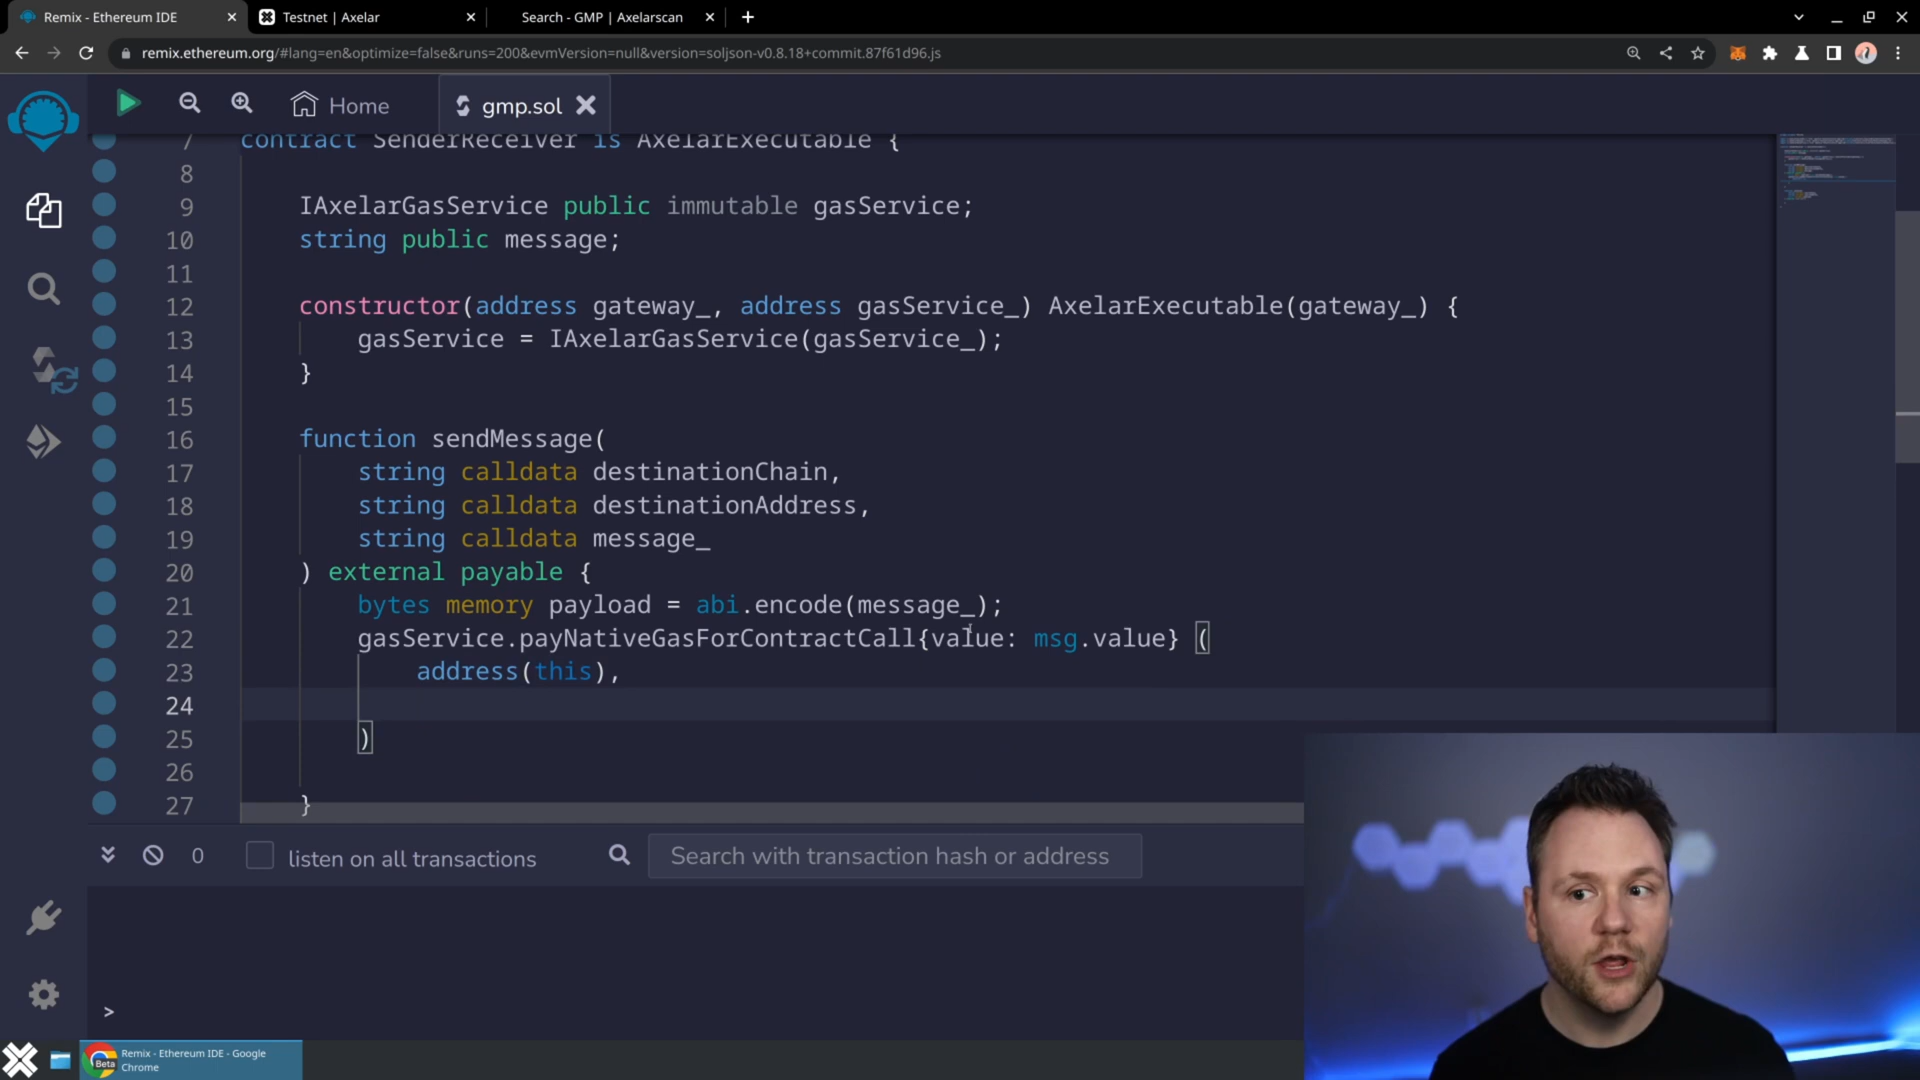 Remix - Ethereum IDE
Testnet | Axelar
Search - GMP | Axelarscan
remix.ethereum.org/#lang=en&optimize=false&runs=200&evmVersion=null&version=soljson-v0.8.18+commit.87f61d96.js
Home
gmp.sol
7 contract SenderReceiver is AxelarExecutable {
8
9 IAxelarGasService public immutable gasService;
10 string public message;
11
12 constructor(address gateway_, address gasService_) AxelarExecutable(gateway_) {
13 gasService = IAxelarGasService(gasService_);
14 }
15
16 function sendMessage(
17 string calldata destinationChain,
18 string calldata destinationAddress,
19 string calldata message_
20 ) external payable {
21 bytes memory payload = abi.encode(message_);
22 gasService.payNativeGasForContractCall{value: msg.value} (
23 address(this),
24
25 )
26
27 }
0
listen on all transactions
Search with transaction hash or address
>
Beta
Remix - Ethereum IDE - Google
Chrome